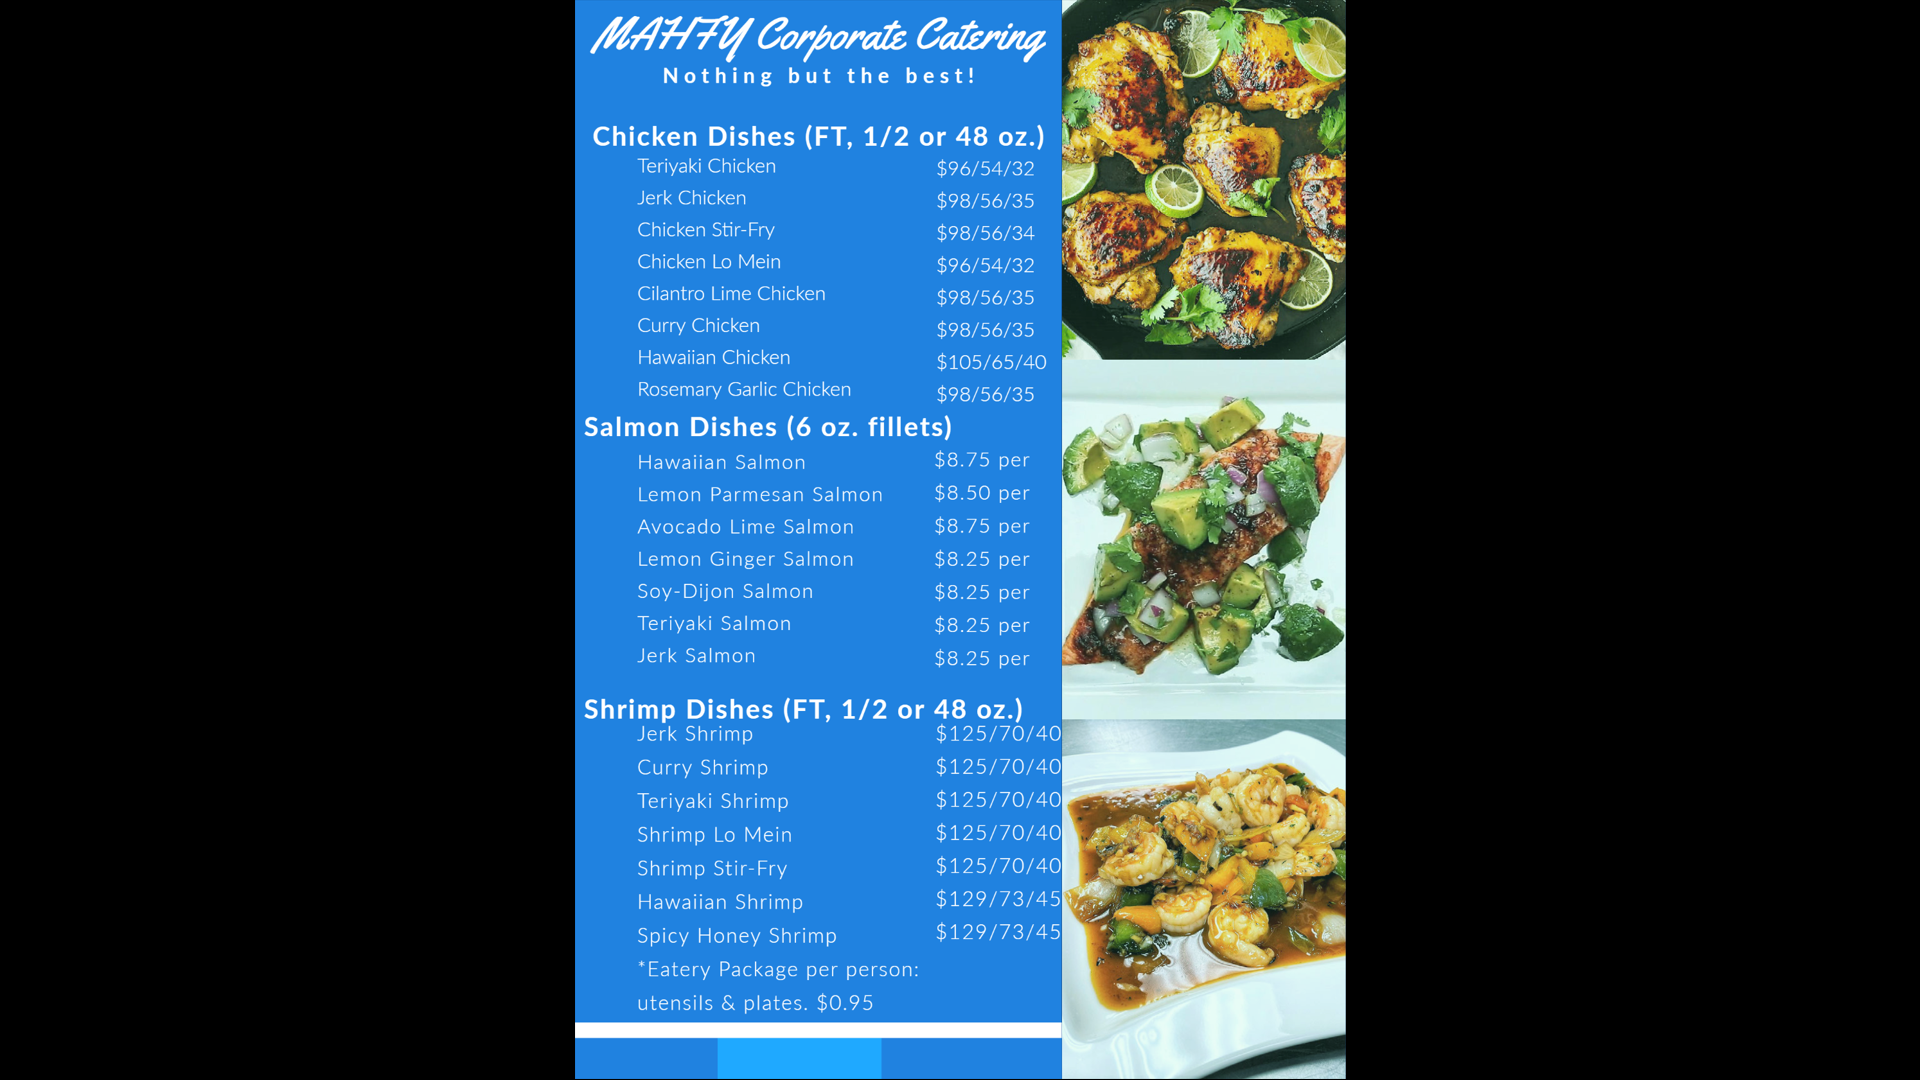 MAHFY Corporate Catering
Nothing but the best!
Chicken Dishes (FT, 1/2 or 48 oz.)
Teriyaki Chicken $96/54/32
Jerk Chicken $98/56/35
Chicken Stir-Fry $98/56/34
Chicken Lo Mein $96/54/32
Cilantro Lime Chicken $98/56/35
Curry Chicken $98/56/35
Hawaiian Chicken $105/65/40
Rosemary Garlic Chicken $98/56/35
Salmon Dishes (6 oz. fillets)
Hawaiian Salmon $8.75 per
Lemon Parmesan Salmon $8.50 per
Avocado Lime Salmon $8.75 per
Lemon Ginger Salmon $8.25 per
Soy-Dijon Salmon $8.25 per
Teriyaki Salmon $8.25 per
Jerk Salmon $8.25 per
Shrimp Dishes (FT, 1/2 or 48 oz.)
Jerk Shrimp $125/70/40
Curry Shrimp $125/70/40
Teriyaki Shrimp $125/70/40
Shrimp Lo Mein $125/70/40
Shrimp Stir-Fry $125/70/40
Hawaiian Shrimp $129/73/45
Spicy Honey Shrimp $129/73/45
*Eatery Package per person:
utensils & plates. $0.95